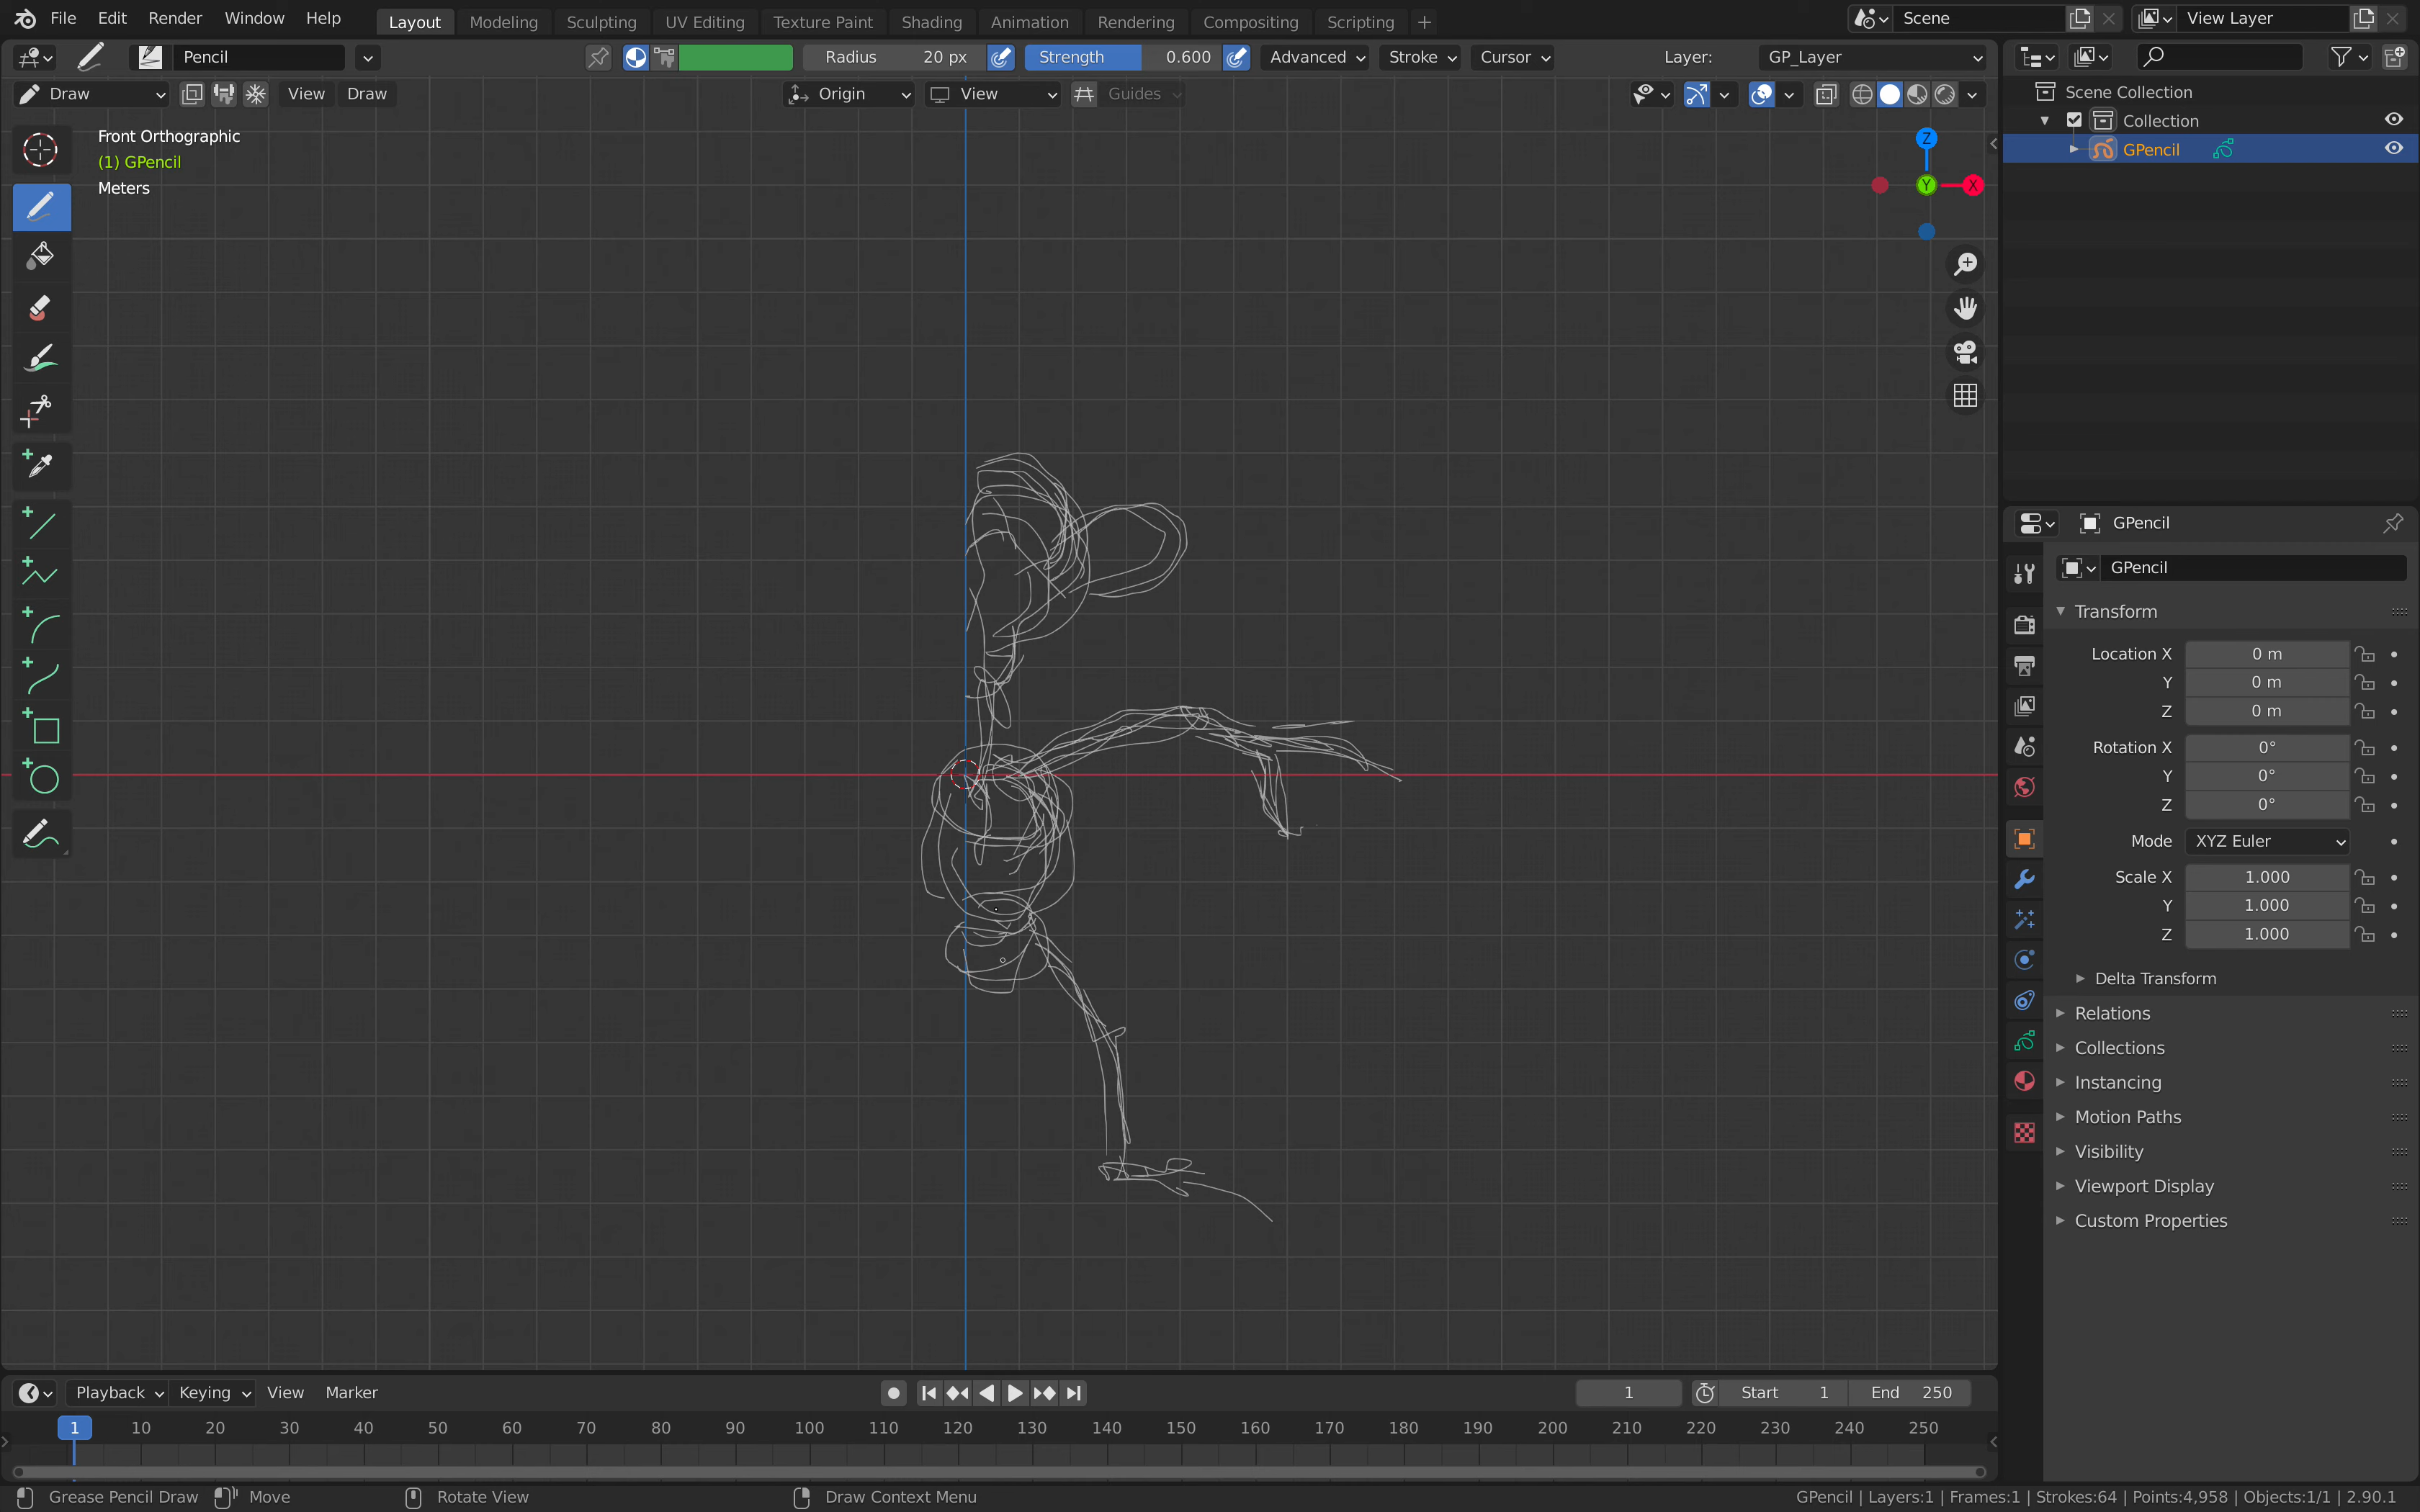 File Edit Render Window Help Layout Modeling Sculpting UV Editing Texture Paint Shading Animation Rendering Compositing Scripting Scene View Layer
Pencil Radius 20 px Strength 0.600 Advanced Stroke Cursor Layer: GP_Layer
Draw View Draw Origin View Guides
Front Orthographic
(1) GPencil
Meters
Z
Y
X
Scene Collection
Collection
GPencil
GPencil
GPencil
Transform
Location X 0 m
Y 0 m
Z 0 m
Rotation X 0°
Y 0°
Z 0°
Mode XYZ Euler
Scale X 1.000
Y 1.000
Z 1.000
Delta Transform
Relations
Collections
Instancing
Motion Paths
Visibility
Viewport Display
Custom Properties
Playback Keying View Marker 1 Start 1 End 250
1 10 20 30 40 50 60 70 80 90 100 110 120 130 140 150 160 170 180 190 200 210 220 230 240 250
Grease Pencil Draw Move Rotate View Draw Context Menu GPencil | Layers:1 | Frames:1 | Strokes:64 | Points:4,958 | Objects:1/1 | 2.90.1